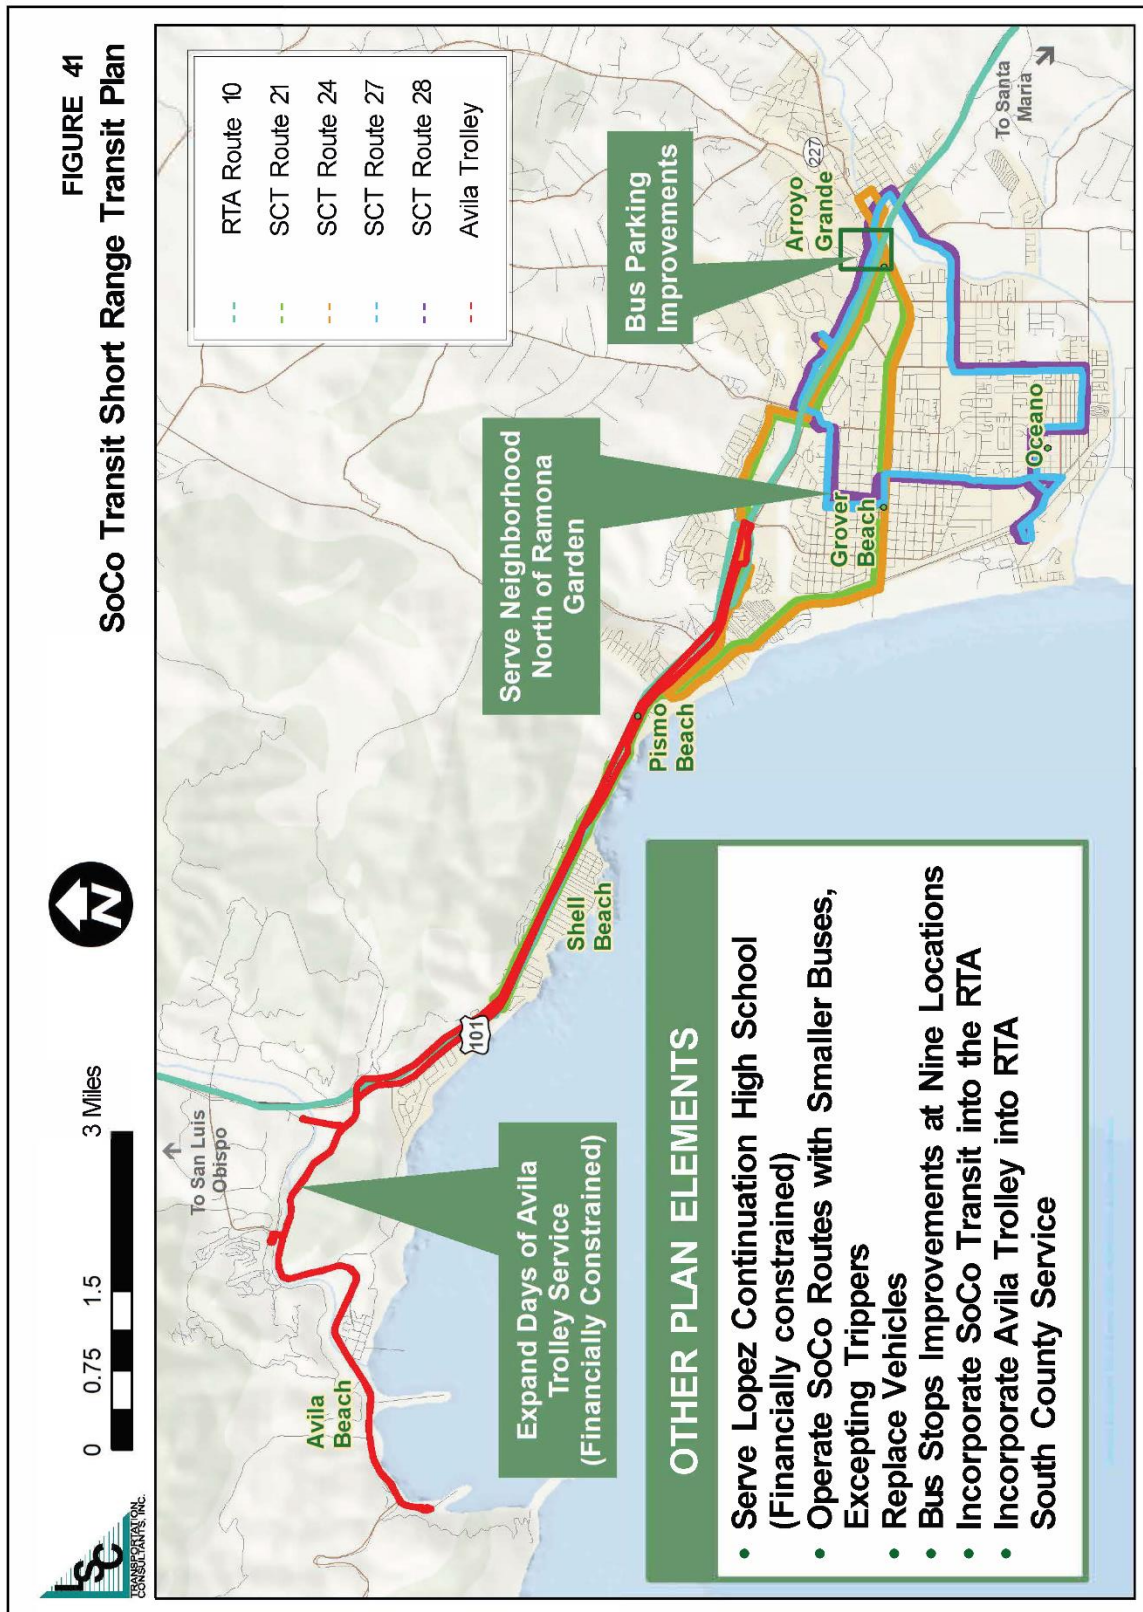 FIGURE 41
SoCo Transit Short Range Transit Plan
LSC
TRANSPORTATION
CONSULTANTS, INC.
0
0.75
1.5
3 Miles
N
RTA Route 10
SCT Route 21
SCT Route 24
SCT Route 27
SCT Route 28
Avila Trolley
To San Luis
Obispo
101
227
To Santa
Maria
Avila
Beach
Shell
Beach
Pismo
Beach
Grover
Beach
Arroyo
Grande
Oceano
Expand Days of Avila
Trolley Service
(Financially Constrained)
Serve Neighborhood
North of Ramona
Garden
Bus Parking
Improvements
OTHER PLAN ELEMENTS
• Serve Lopez Continuation High School
(Financially constrained)
• Operate SoCo Routes with Smaller Buses,
Excepting Trippers
• Replace Vehicles
• Bus Stops Improvements at Nine Locations
• Incorporate SoCo Transit into the RTA
• Incorporate Avila Trolley into RTA
South County Service